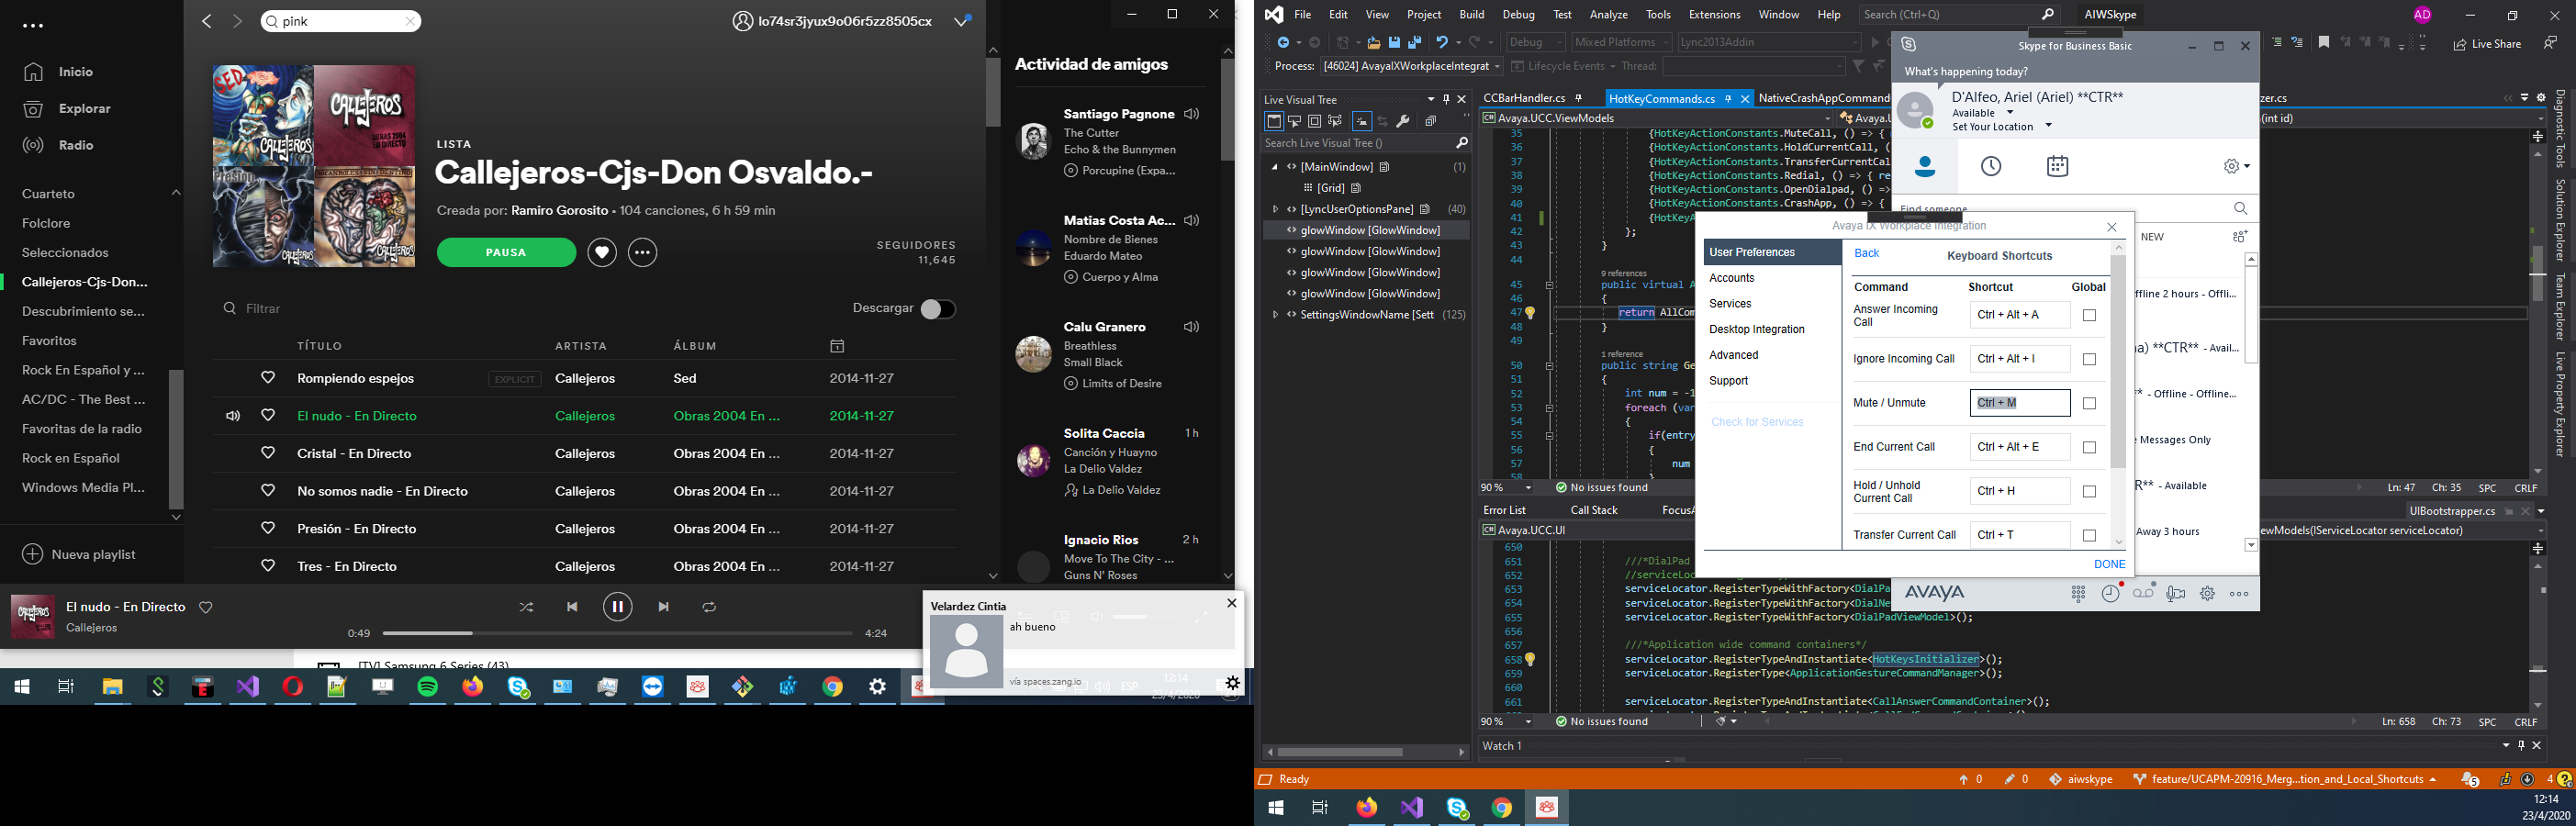 pink
lo74sr3jyux9o06r5zz8505cx
Inicio
Explorar
Radio
Cuarteto
Folclore
Seleccionados
Callejeros-Cjs-Don...
Descubrimiento se...
Favoritos
Rock En Español y ...
AC/DC - The Best ...
Favoritas de la radio
Rock en Español
Windows Media Pl...
Nueva playlist
LISTA
Callejeros-Cjs-Don Osvaldo.-
Creada por: Ramiro Gorosito • 104 canciones, 6 h 59 min
PAUSA
SEGUIDORES
11,645
Filtrar
Descargar
TÍTULO ARTISTA ÁLBUM
Rompiendo espejos EXPLICIT Callejeros Sed 2014-11-27
El nudo - En Directo Callejeros Obras 2004 En ... 2014-11-27
Cristal - En Directo Callejeros Obras 2004 En ... 2014-11-27
No somos nadie - En Directo Callejeros Obras 2004 En ... 2014-11-27
Presión - En Directo Callejeros Obras 2004 En ... 2014-11-27
Tres - En Directo Callejeros Obras 2004 En ... 2014-11-27
Actividad de amigos
Santiago Pagnone
The Cutter
Echo & the Bunnymen
Porcupine (Expa...
Matias Costa Ac...
Nombre de Bienes
Eduardo Mateo
Cuerpo y Alma
Calu Granero
Breathless
Small Black
Limits of Desire
Solita Caccia 1 h
Canción y Huayno
La Delio Valdez
La Delio Valdez
Ignacio Rios 2 h
Move To The City - ...
Guns N' Roses
El nudo - En Directo
Callejeros
0:49 4:24
[TV] Samsung 6 Series (43)
Velardez Cintia
ah bueno
vía spaces.zang.io
ESP
12:14
23/4/2020
File Edit View Project Build Debug Test Analyze Tools Extensions Window Help Search (Ctrl+Q) AIWSkype AD
Debug Mixed Platforms Lync2013Addin Live Share
Process: [46024] AvayaIXWorkplaceIntegrat Lifecycle Events Thread:
Live Visual Tree
Search Live Visual Tree ()
[MainWindow] (1)
[Grid]
[LyncUserOptionsPane] (40)
glowWindow [GlowWindow]
glowWindow [GlowWindow]
glowWindow [GlowWindow]
glowWindow [GlowWindow]
SettingsWindowName [Sett (125)
CCBarHandler.cs HotKeyCommands.cs NativeCrashAppCommand zer.cs
Avaya.UCC.ViewModels Avaya.U (int id)
35 {HotKeyActionConstants.MuteCall, () => {
36 {HotKeyActionConstants.HoldCurrentCall, (
37 {HotKeyActionConstants.TransferCurrentCal
38 {HotKeyActionConstants.Redial, () => { re
39 {HotKeyActionConstants.OpenDialpad, () =>
40 {HotKeyActionConstants.CrashApp, () => {
41 {HotKeyA
42 };
43 }
44
9 references
45 public virtual A
46 {
47 return AllCom
48 }
49
1 reference
50 public string Ge
51 {
52 int num = -1
53 foreach (var
54 {
55 if(entry
56 {
57 num
58 }
90 % No issues found Ln: 47 Ch: 35 SPC CRLF
Error List Call Stack FocusA UIBootstrapper.cs
Avaya.UCC.UI ewModels(IServiceLocator serviceLocator)
650
651 ///*DialPad
652 //serviceLoc
653 serviceLocator.RegisterTypeWithFactory<DialP
654 serviceLocator.RegisterTypeWithFactory<DialNe
655 serviceLocator.RegisterTypeWithFactory<DialPadViewModel>();
656
657 ///*Application wide command containers*/
658 serviceLocator.RegisterTypeAndInstantiate<HotKeysInitializer>();
659 serviceLocator.RegisterTypeAndInstantiate<ApplicationGestureCommandManager>();
660
661 serviceLocator.RegisterTypeAndInstantiate<CallAnswerCommandContainer>();
90 % No issues found Ln: 658 Ch: 73 SPC CRLF
Watch 1
Ready 0 0 aiwskype feature/UCAPM-20916_Merg...tion_and_Local_Shortcuts 5 4
12:14
23/4/2020
Diagnostic Tools
Solution Explorer
Team Explorer
Live Property Explorer
Skype for Business Basic
What's happening today?
D'Alfeo, Ariel (Ariel) **CTR**
Available
Set Your Location
Find someone
NEW
ffline 2 hours - Offli...
a) **CTR** - Avail...
** - Offline - Offline...
e Messages Only
R** - Available
Away 3 hours
AVAYA
Avaya IX Workplace Integration
User Preferences
Accounts
Services
Desktop Integration
Advanced
Support
Check for Services
Back Keyboard Shortcuts
Command Shortcut Global
Answer Incoming Call Ctrl + Alt + A
Ignore Incoming Call Ctrl + Alt + I
Mute / Unmute Ctrl + M
End Current Call Ctrl + Alt + E
Hold / Unhold Current Call Ctrl + H
Transfer Current Call Ctrl + T
DONE